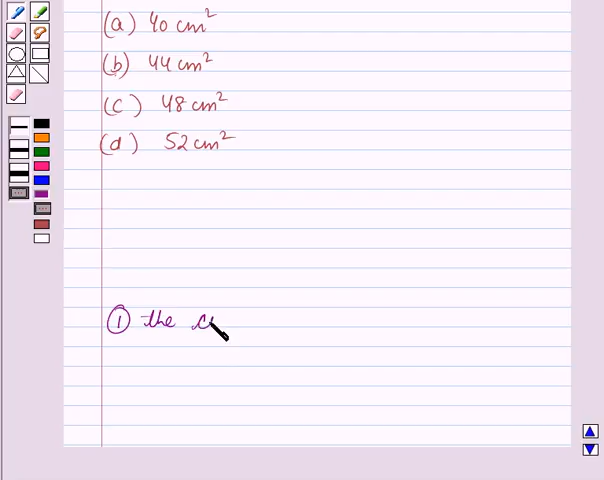 (a) 40 cm²
(b) 44 cm²
(c) 48 cm²
(d) 52 cm²
① the